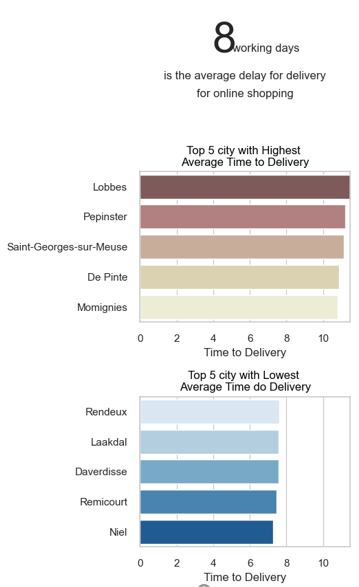 8 working days
is the average delay for delivery
for online shopping
Top 5 city with Highest
Average Time to Delivery
Lobbes
Pepinster
Saint-Georges-sur-Meuse
De Pinte
Momignies
0 2 4 6 8 10
Time to Delivery
Top 5 city with Lowest
Average Time do Delivery
Rendeux
Laakdal
Daverdisse
Remicourt
Niel
0 2 4 6 8 10
Time to Delivery